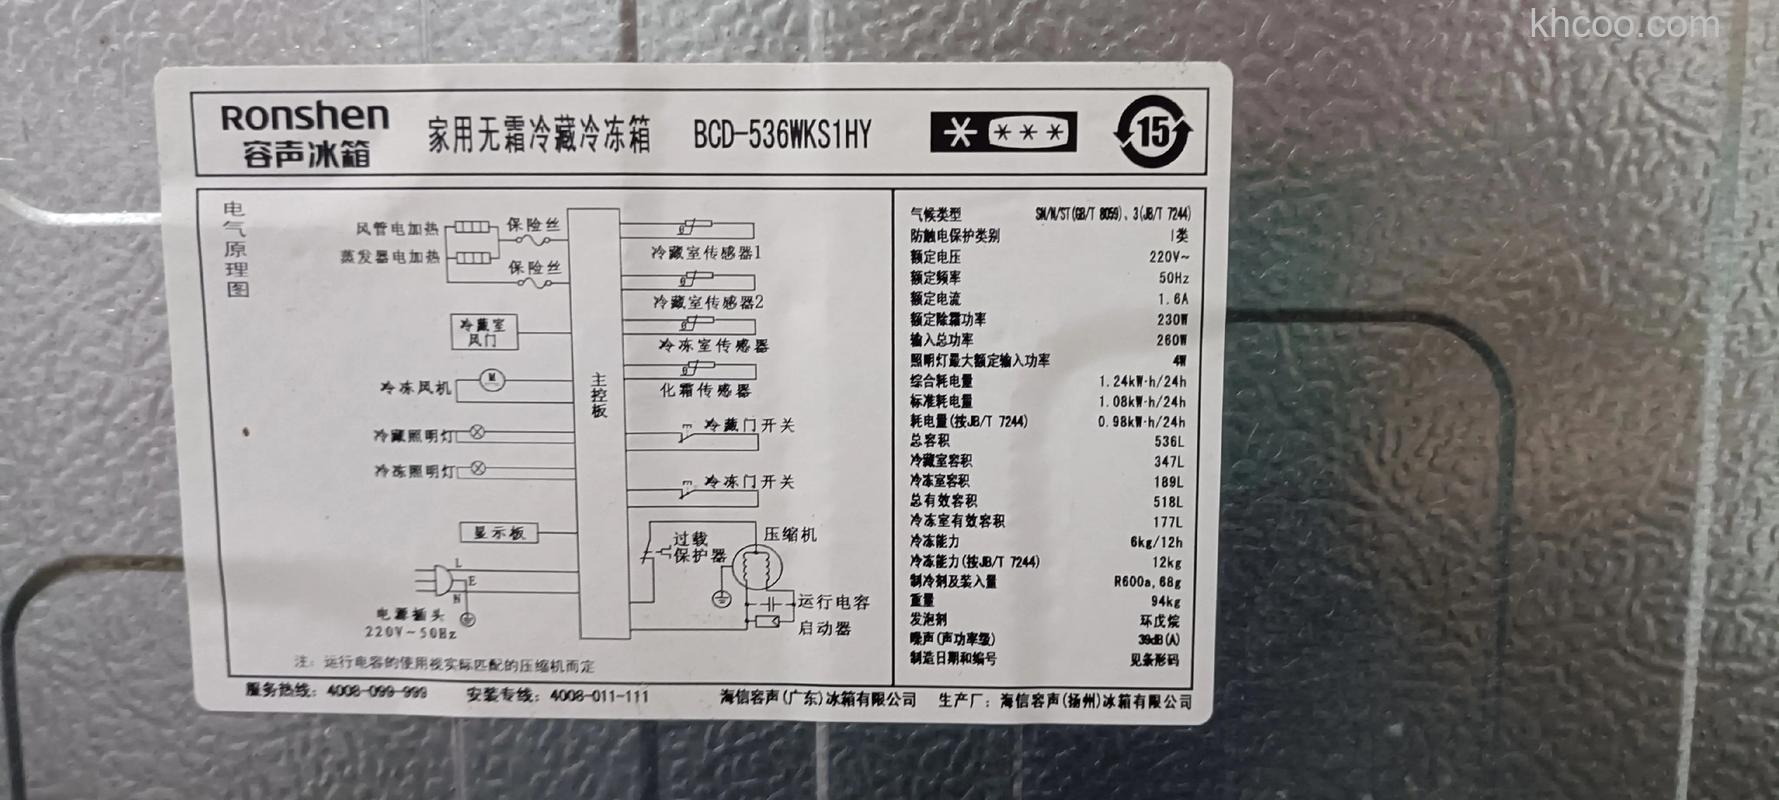 khcoo.com
Ronshen
容声冰箱
家用无霜冷藏冷冻箱 BCD-536WKS1HY
15
电气原理图
风管电加热 保险丝
蒸发器电加热 保险丝
冷藏室风门
冷冻风机 M
冷藏照明灯
冷冻照明灯
显示板
L
E
N
电源插头
220V~50Hz
主控板
冷藏室传感器1
冷藏室传感器2
冷冻室传感器
化霜传感器
冷藏门开关
冷冻门开关
过载保护器
压缩机
运行电容
启动器
注：运行电容的使用视实际匹配的压缩机而定
气候类型 SN/N/ST(GB/T 8059)、3(JB/T 7244)
防触电保护类别 I类
额定电压 220V~
额定频率 50Hz
额定电流 1.6A
额定除霜功率 230W
输入总功率 260W
照明灯最大额定输入功率 4W
综合耗电量 1.24kW·h/24h
标准耗电量 1.08kW·h/24h
耗电量(按JB/T 7244) 0.98kW·h/24h
总容积 536L
冷藏室容积 347L
冷冻室容积 189L
总有效容积 518L
冷冻室有效容积 177L
冷冻能力 6kg/12h
冷冻能力(按JB/T 7244) 12kg
制冷剂及装入量 R600a,68g
重量 94kg
发泡剂 环戊烷
噪声(声功率级) 39dB(A)
制造日期和编号 见条形码
服务热线：4008-099-999 安装专线：4008-011-111 海信容声(广东)冰箱有限公司 生产厂：海信容声(扬州)冰箱有限公司